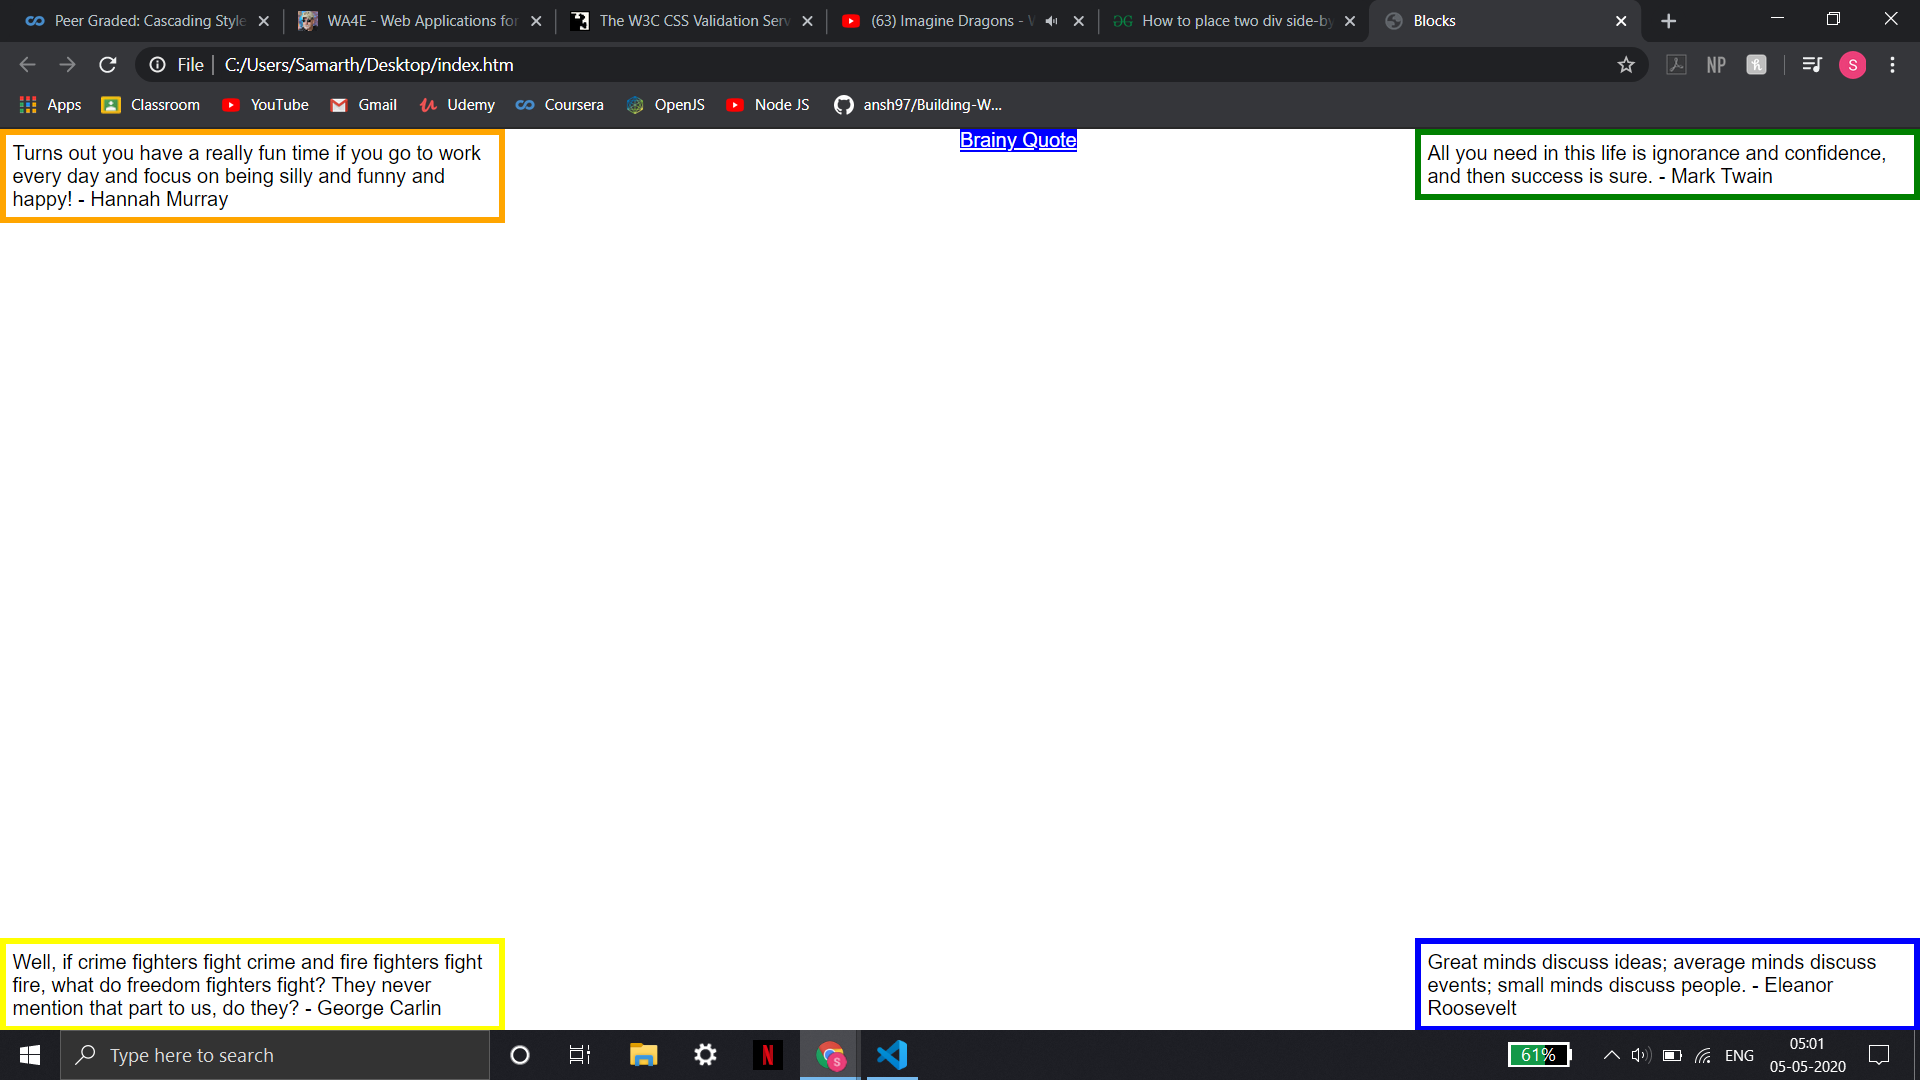 Peer Graded: Cascading Style
WA4E - Web Applications for
The W3C CSS Validation Serv
(63) Imagine Dragons - W
How to place two div side-by
Blocks
File
C:/Users/Samarth/Desktop/index.htm
NP
S
Apps
Classroom
YouTube
Gmail
Udemy
Coursera
OpenJS
Node JS
ansh97/Building-W...
Turns out you have a really fun time if you go to work
every day and focus on being silly and funny and
happy! - Hannah Murray
Brainy Quote
All you need in this life is ignorance and confidence,
and then success is sure. - Mark Twain
Well, if crime fighters fight crime and fire fighters fight
fire, what do freedom fighters fight? They never
mention that part to us, do they? - George Carlin
Great minds discuss ideas; average minds discuss
events; small minds discuss people. - Eleanor
Roosevelt
Type here to search
N
S
61%
ENG
05:01
05-05-2020